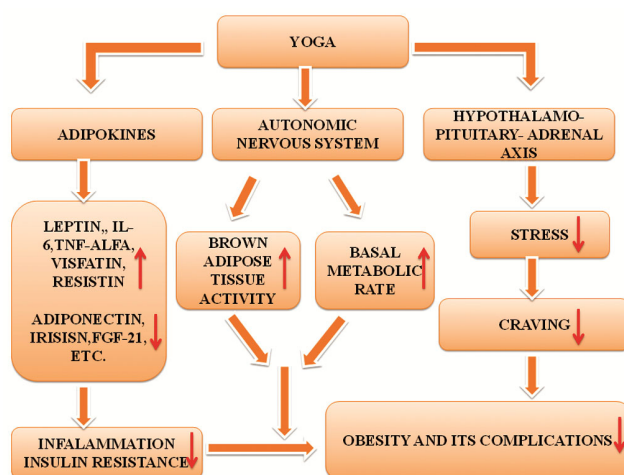 YOGA
ADIPOKINES
AUTONOMIC
NERVOUS SYSTEM
HYPOTHALAMO-
PITUITARY- ADRENAL
AXIS
LEPTIN,, IL-
6,TNF-ALFA,
VISFATIN,
RESISTIN
ADIPONECTIN,
IRISISN,FGF-21,
ETC.
BROWN
ADIPOSE
TISSUE
ACTIVITY
BASAL
METABOLIC
RATE
STRESS
CRAVING
INFALAMMATION
INSULIN RESISTANCE
OBESITY AND ITS COMPLICATIONS